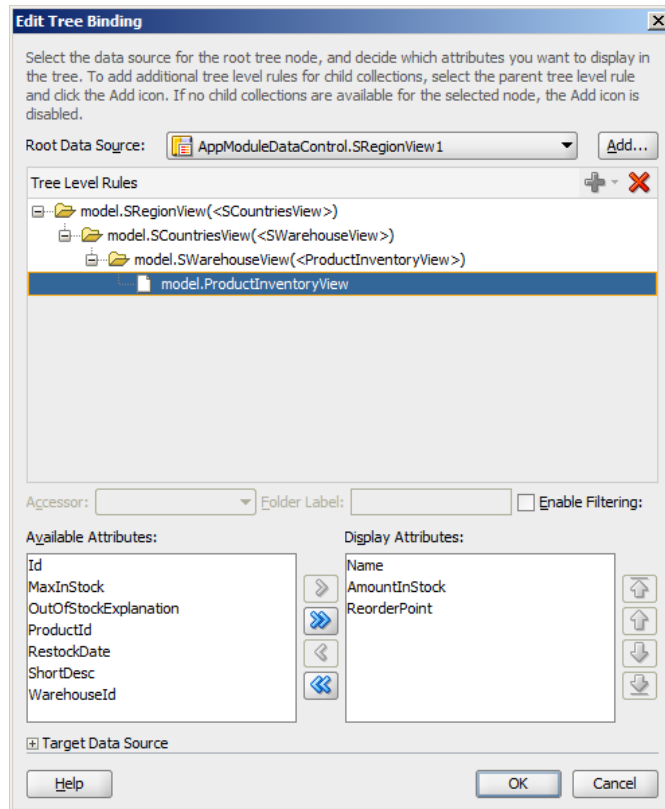 Edit Tree Binding
Select the data source for the root tree node, and decide which attributes you want to display in
the tree. To add additional tree level rules for child collections, select the parent tree level rule
and click the Add icon. If no child collections are available for the selected node, the Add icon is
disabled.
Root Data Source: AppModuleDataControl.SRegionView1 Add...
Tree Level Rules
model.SRegionView(<SCountriesView>)
model.SCountriesView(<SWarehouseView>)
model.SWarehouseView(<ProductInventoryView>)
model.ProductInventoryView
Accessor: Folder Label: Enable Filtering:
Available Attributes: Display Attributes:
Id Name
MaxInStock AmountInStock
OutOfStockExplanation ReorderPoint
ProductId
RestockDate
ShortDesc
WarehouseId
Target Data Source
Help OK Cancel